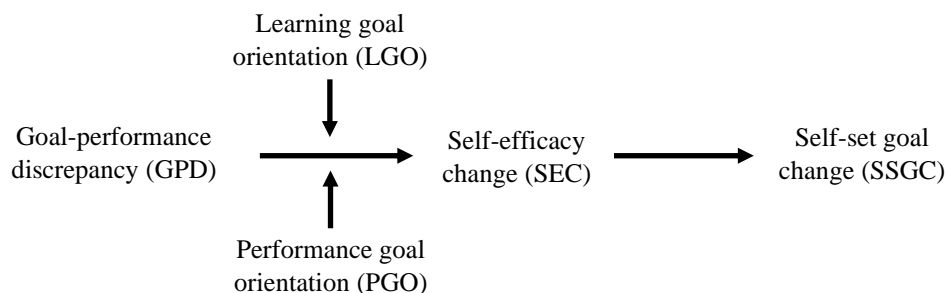 Learning goal
orientation (LGO)
Goal-performance
discrepancy (GPD)
Self-efficacy
change (SEC)
Self-set goal
change (SSGC)
Performance goal
orientation (PGO)